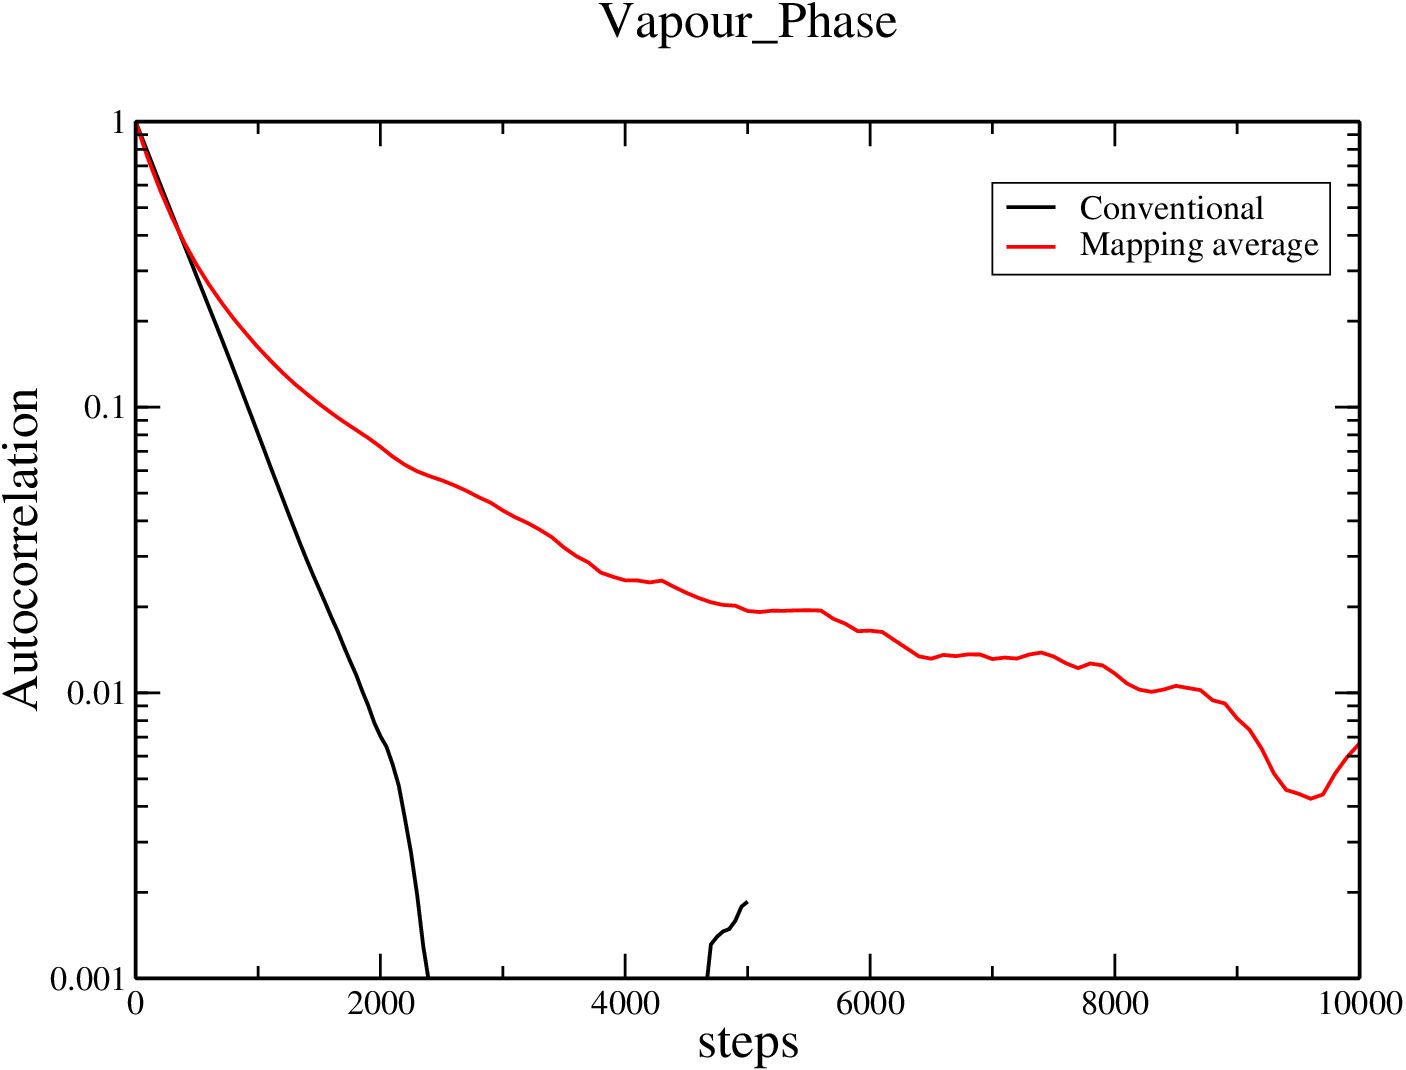 Vapour_Phase
1
Conventional
Mapping average
0.1
Autocorrelation
0.01
0.001
0 2000 4000 6000 8000 10000
steps